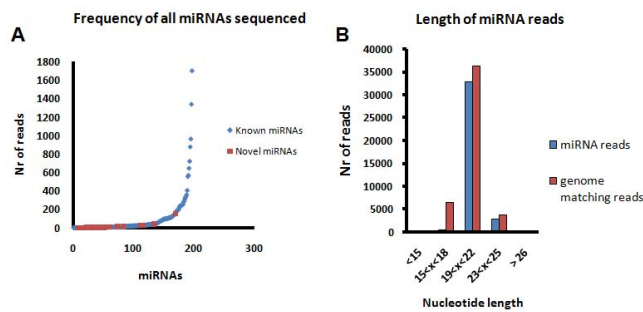 Frequency of all miRNAs sequenced
A
1800
1600
1400
1200
1000
800
600
400
200
0
Nr of reads
0 100 200 300
miRNAs
Known miRNAs
Novel miRNAs
Length of miRNA reads
B
40000
35000
30000
25000
20000
15000
10000
5000
0
Nr of reads
<15
15<x<18
19<x<22
23<x<25
>26
Nucleotide length
miRNA reads
genome
matching reads